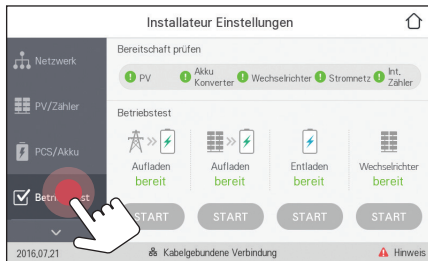 Installateur Einstellungen
Netzwerk
PV/Zähler
PCS/Akku
Bereitschaft prüfen
PV
Akku
Konverter
Wechselrichter
Stromnetz
Int.
Zähler
Betriebstest
Aufladen
bereit
Aufladen
bereit
Entladen
bereit
Wechselrichter
bereit
START
START
START
START
2016,07,21
Kabelgebundene Verbindung
Hinweis